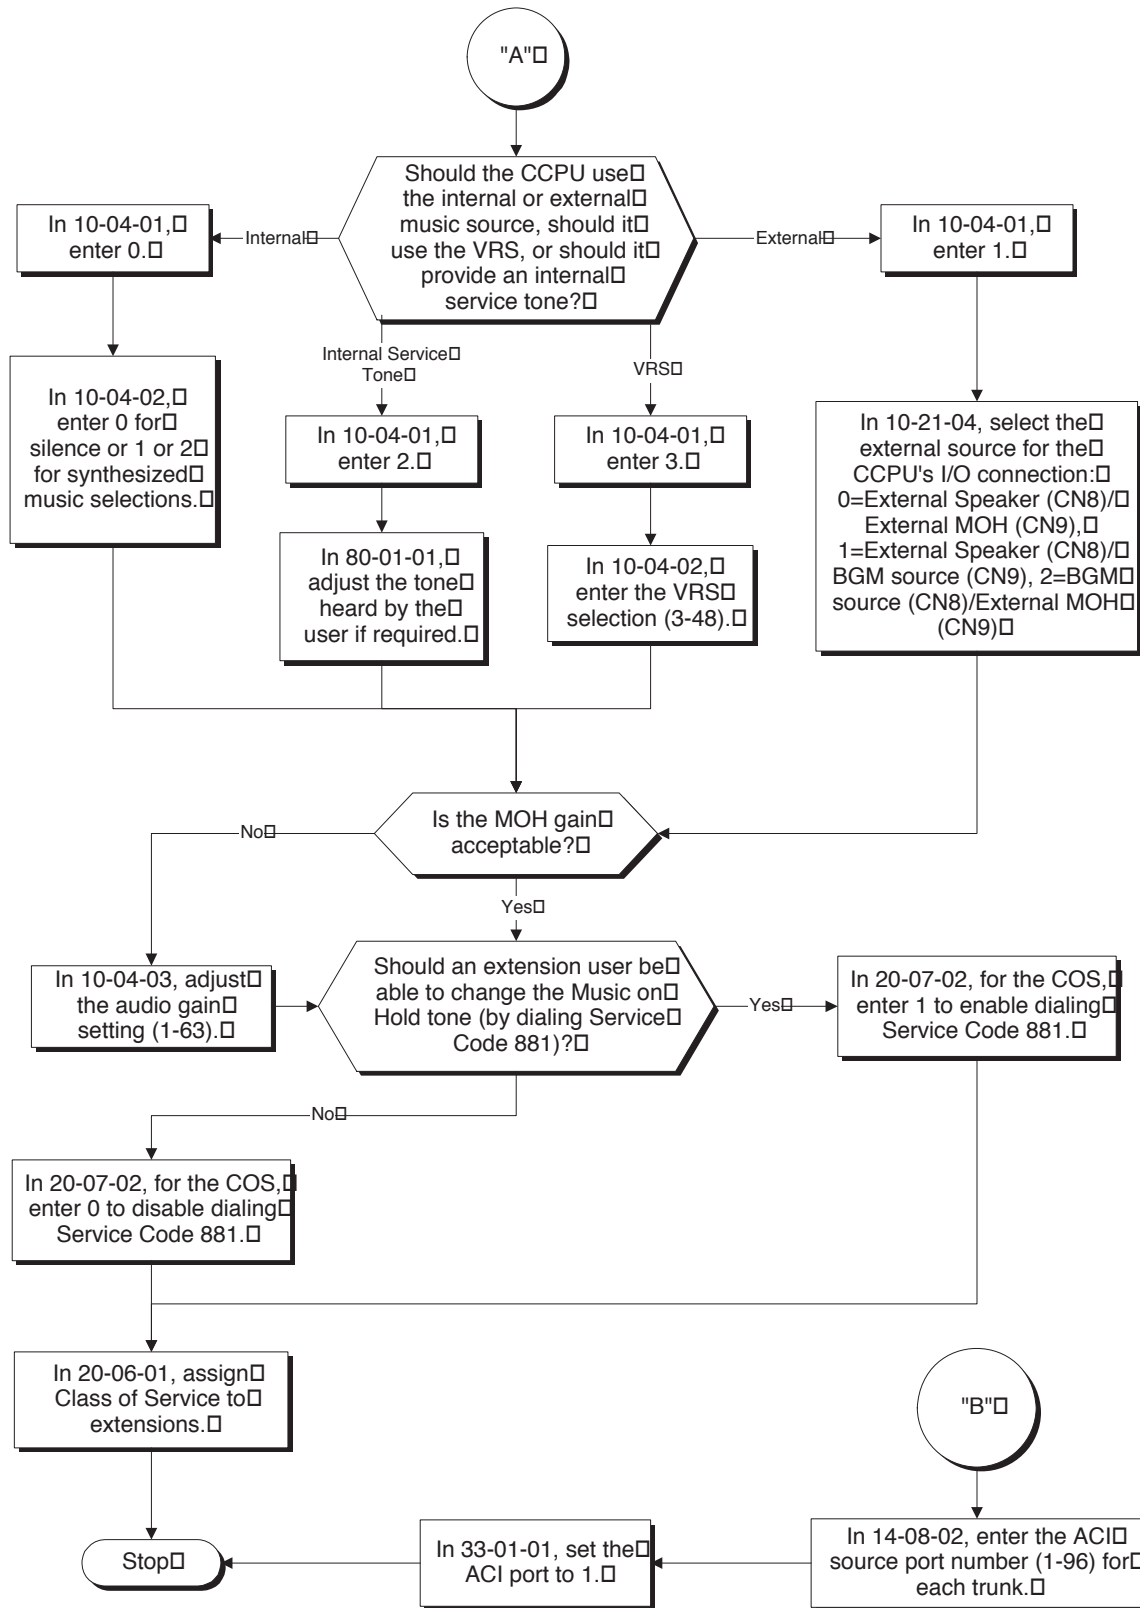 "A"□
Should the CCPU use□
the internal or external□
music source, should it□
use the VRS, or should it□
provide an internal□
service tone?□
Internal□
In 10-04-01,□
enter 0.□
External□
In 10-04-01,□
enter 1.□
In 10-04-02,□
enter 0 for□
silence or 1 or 2□
for synthesized□
music selections.□
Internal Service□
Tone□
In 10-04-01,□
enter 2.□
In 80-01-01,□
adjust the tone□
heard by the□
user if required.□
VRS□
In 10-04-01,□
enter 3.□
In 10-04-02,□
enter the VRS□
selection (3-48).□
In 10-21-04, select the□
external source for the□
CCPU's I/O connection:□
0=External Speaker (CN8)/□
External MOH (CN9),□
1=External Speaker (CN8)/□
BGM source (CN9), 2=BGM□
source (CN8)/External MOH□
(CN9)□
Is the MOH gain□
acceptable?□
No□
Yes□
In 10-04-03, adjust□
the audio gain□
setting (1-63).□
Should an extension user be□
able to change the Music on□
Hold tone (by dialing Service□
Code 881)?□
Yes□
In 20-07-02, for the COS,□
enter 1 to enable dialing□
Service Code 881.□
No□
In 20-07-02, for the COS,□
enter 0 to disable dialing□
Service Code 881.□
In 20-06-01, assign□
Class of Service to□
extensions.□
"B"□
In 14-08-02, enter the ACI□
source port number (1-96) for□
each trunk.□
In 33-01-01, set the□
ACI port to 1.□
Stop□